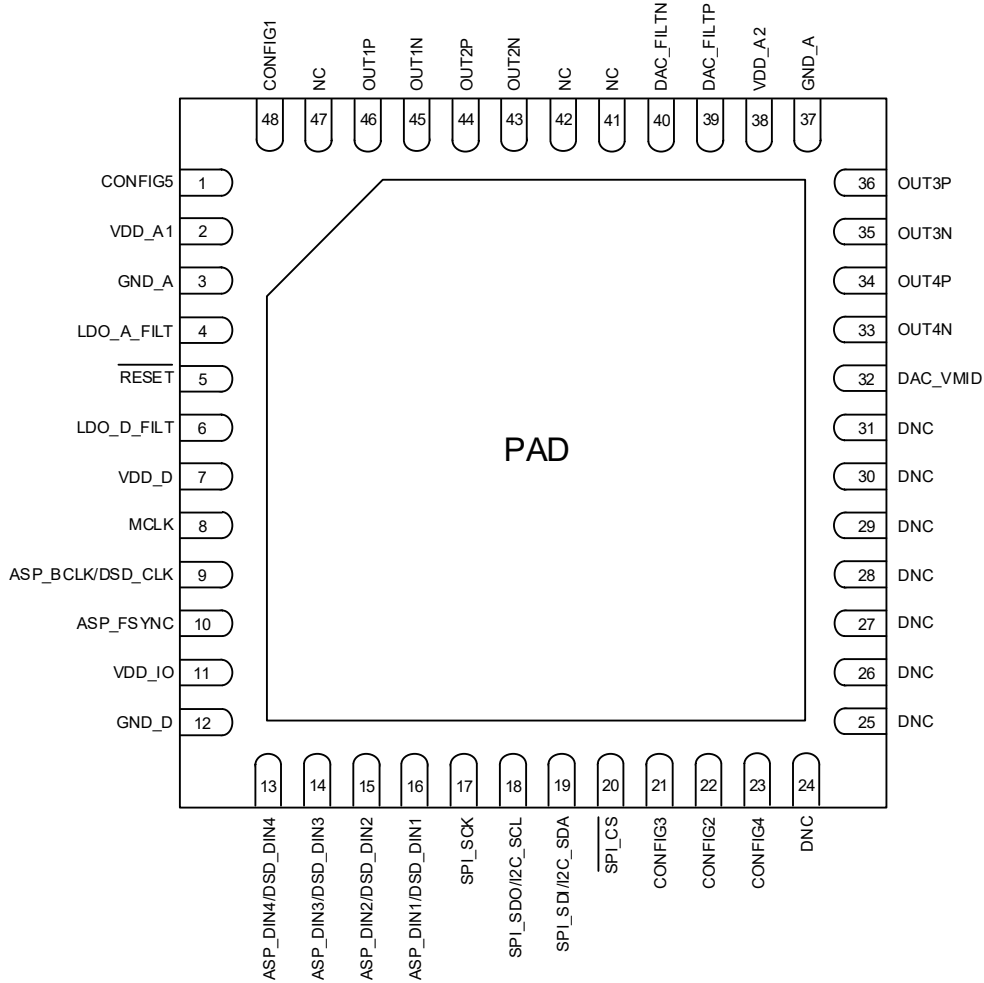 CONFIG1
NC
OUT1P
OUT1N
OUT2P
OUT2N
NC
NC
DAC_FILTN
DAC_FILTP
VDD_A2
GND_A
48
47
46
45
44
43
42
41
40
39
38
37
CONFIG5 1
VDD_A1 2
GND_A 3
LDO_A_FILT 4
RESET 5
LDO_D_FILT 6
VDD_D 7
MCLK 8
ASP_BCLK/DSD_CLK 9
ASP_FSYNC 10
VDD_IO 11
GND_D 12
PAD
36 OUT3P
35 OUT3N
34 OUT4P
33 OUT4N
32 DAC_VMID
31 DNC
30 DNC
29 DNC
28 DNC
27 DNC
26 DNC
25 DNC
13
14
15
16
17
18
19
20
21
22
23
24
ASP_DIN4/DSD_DIN4
ASP_DIN3/DSD_DIN3
ASP_DIN2/DSD_DIN2
ASP_DIN1/DSD_DIN1
SPI_SCK
SPI_SDO/I2C_SCL
SPI_SDI/I2C_SDA
SPI_CS
CONFIG3
CONFIG2
CONFIG4
DNC